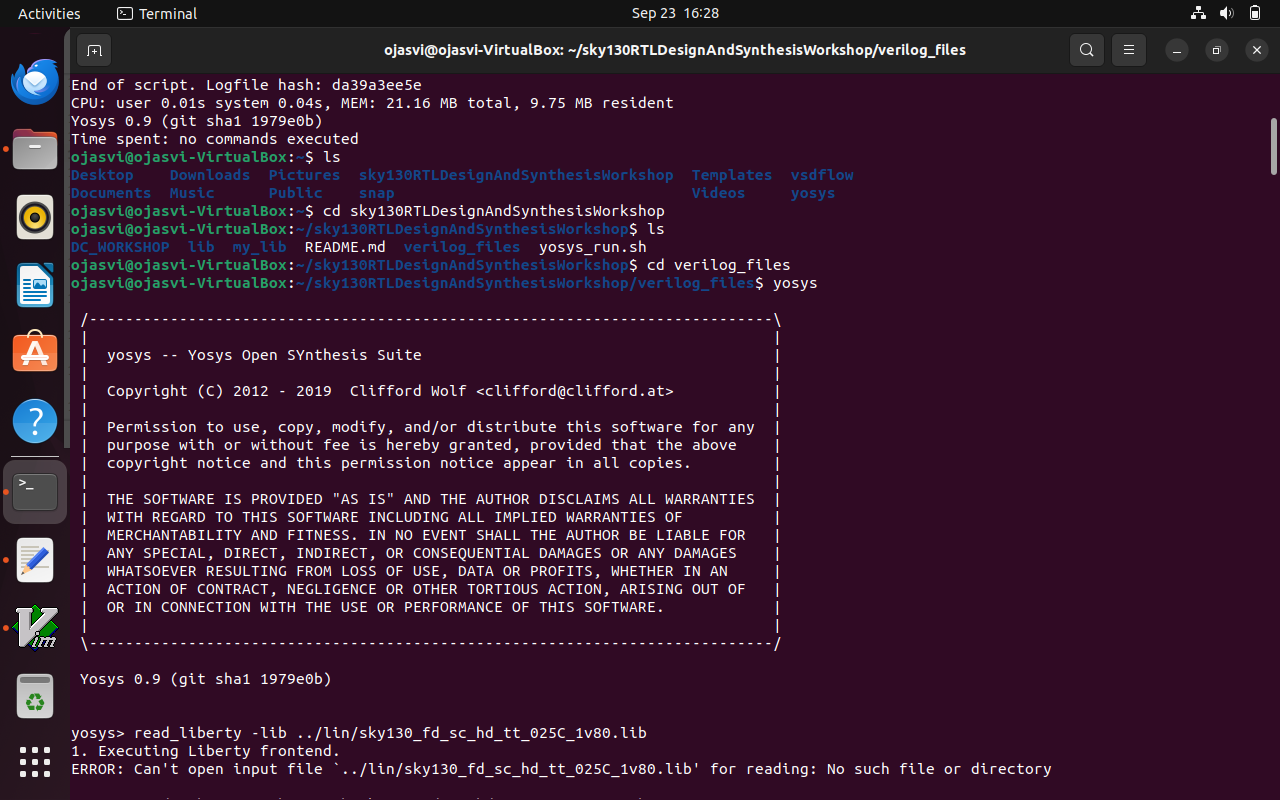 Activities
Terminal
Sep 23 16:28
ojasvi@ojasvi-VirtualBox: ~/sky130RTLDesignAndSynthesisWorkshop/verilog_files
End of script. Logfile hash: da39a3ee5e
CPU: user 0.01s system 0.04s, MEM: 21.16 MB total, 9.75 MB resident
Yosys 0.9 (git sha1 1979e0b)
Time spent: no commands executed
ojasvi@ojasvi-VirtualBox:~$ ls
Desktop    Downloads  Pictures  sky130RTLDesignAndSynthesisWorkshop  Templates  vsdflow
Documents  Music      Public    snap                                 Videos     yosys
ojasvi@ojasvi-VirtualBox:~$ cd sky130RTLDesignAndSynthesisWorkshop
ojasvi@ojasvi-VirtualBox:~/sky130RTLDesignAndSynthesisWorkshop$ ls
DC_WORKSHOP  lib  my_lib  README.md  verilog_files  yosys_run.sh
ojasvi@ojasvi-VirtualBox:~/sky130RTLDesignAndSynthesisWorkshop$ cd verilog_files
ojasvi@ojasvi-VirtualBox:~/sky130RTLDesignAndSynthesisWorkshop/verilog_files$ yosys
/----------------------------------------------------------------------------\
|                                                                            |
|  yosys -- Yosys Open SYnthesis Suite                                       |
|                                                                            |
|  Copyright (C) 2012 - 2019  Clifford Wolf <clifford@clifford.at>           |
|                                                                            |
|  Permission to use, copy, modify, and/or distribute this software for any  |
|  purpose with or without fee is hereby granted, provided that the above    |
|  copyright notice and this permission notice appear in all copies.         |
|                                                                            |
|  THE SOFTWARE IS PROVIDED "AS IS" AND THE AUTHOR DISCLAIMS ALL WARRANTIES  |
|  WITH REGARD TO THIS SOFTWARE INCLUDING ALL IMPLIED WARRANTIES OF          |
|  MERCHANTABILITY AND FITNESS. IN NO EVENT SHALL THE AUTHOR BE LIABLE FOR   |
|  ANY SPECIAL, DIRECT, INDIRECT, OR CONSEQUENTIAL DAMAGES OR ANY DAMAGES    |
|  WHATSOEVER RESULTING FROM LOSS OF USE, DATA OR PROFITS, WHETHER IN AN     |
|  ACTION OF CONTRACT, NEGLIGENCE OR OTHER TORTIOUS ACTION, ARISING OUT OF   |
|  OR IN CONNECTION WITH THE USE OR PERFORMANCE OF THIS SOFTWARE.            |
|                                                                            |
\----------------------------------------------------------------------------/
Yosys 0.9 (git sha1 1979e0b)
yosys> read_liberty -lib ../lin/sky130_fd_sc_hd_tt_025C_1v80.lib
1. Executing Liberty frontend.
ERROR: Can't open input file `../lin/sky130_fd_sc_hd_tt_025C_1v80.lib' for reading: No such file or directory